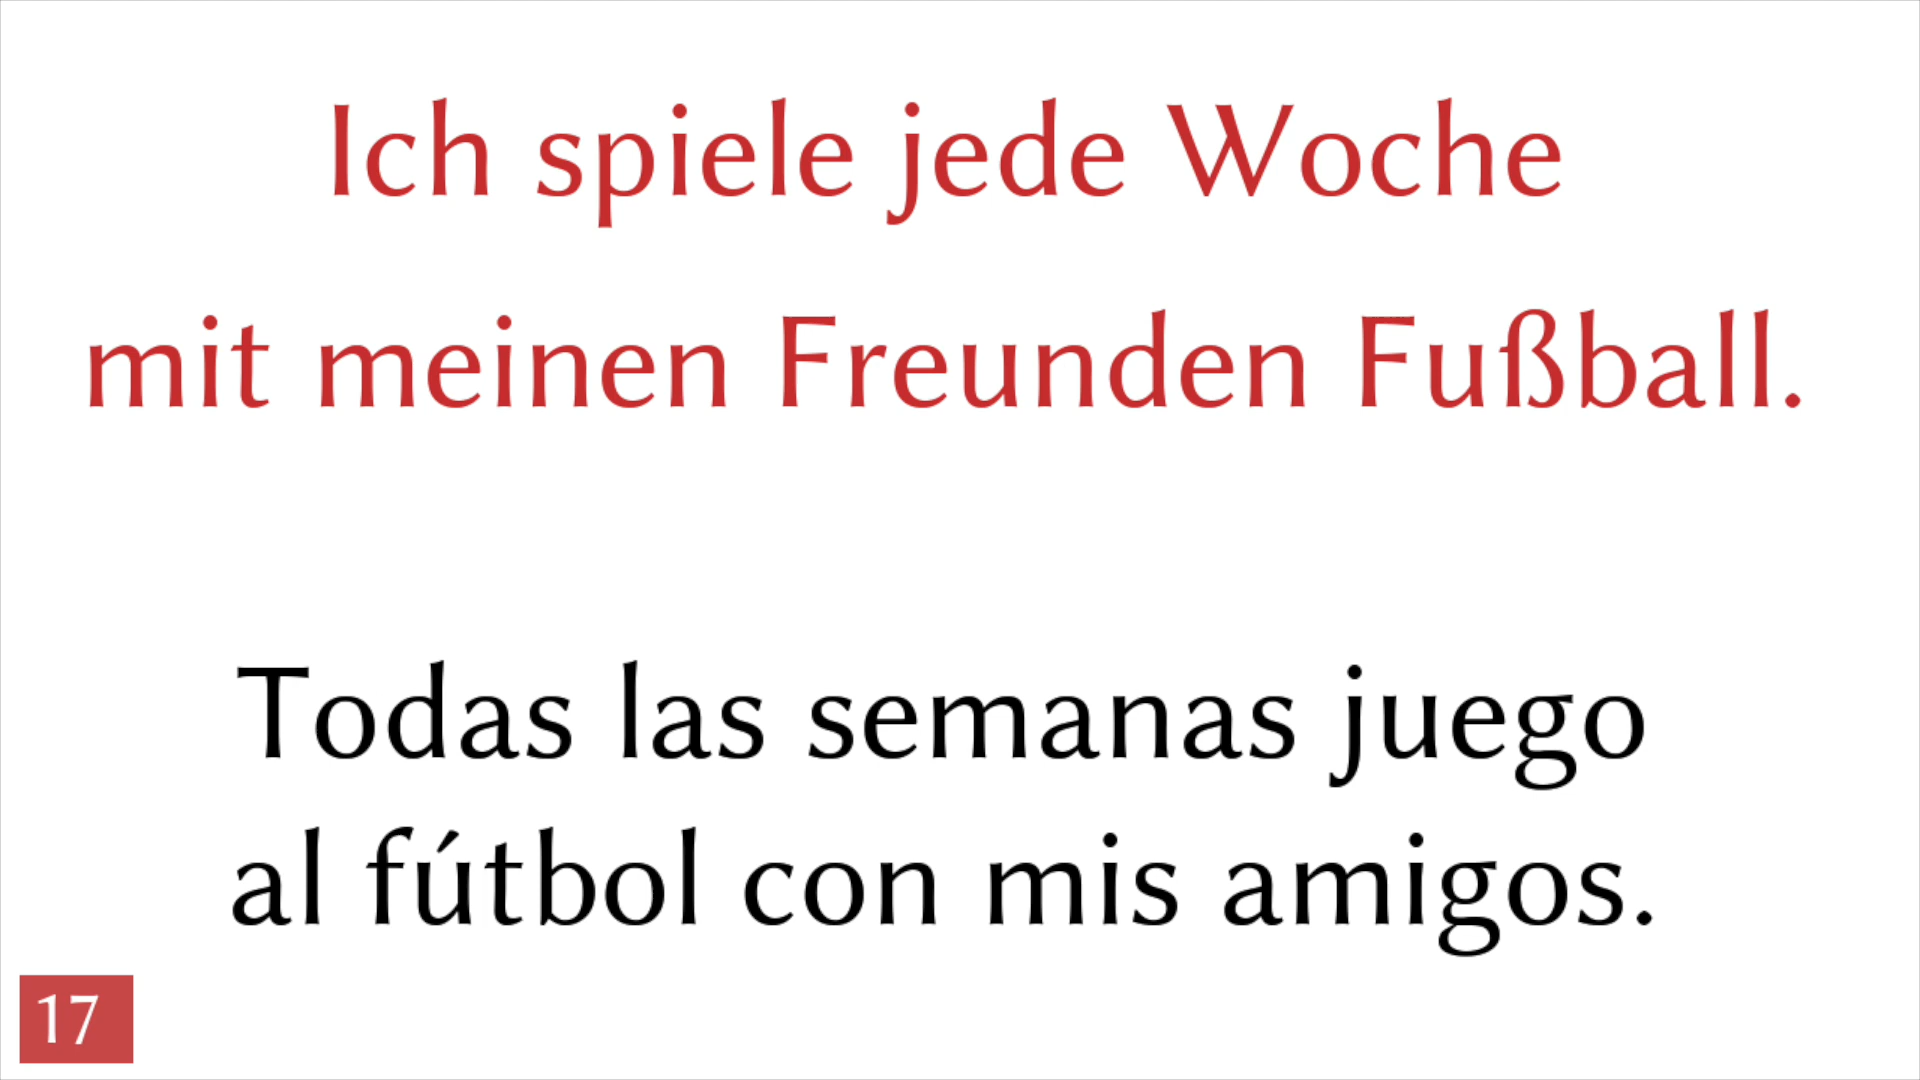 Ich spiele jede Woche
mit meinen Freunden Fußball.
Todas las semanas juego
al fútbol con mis amigos.
17